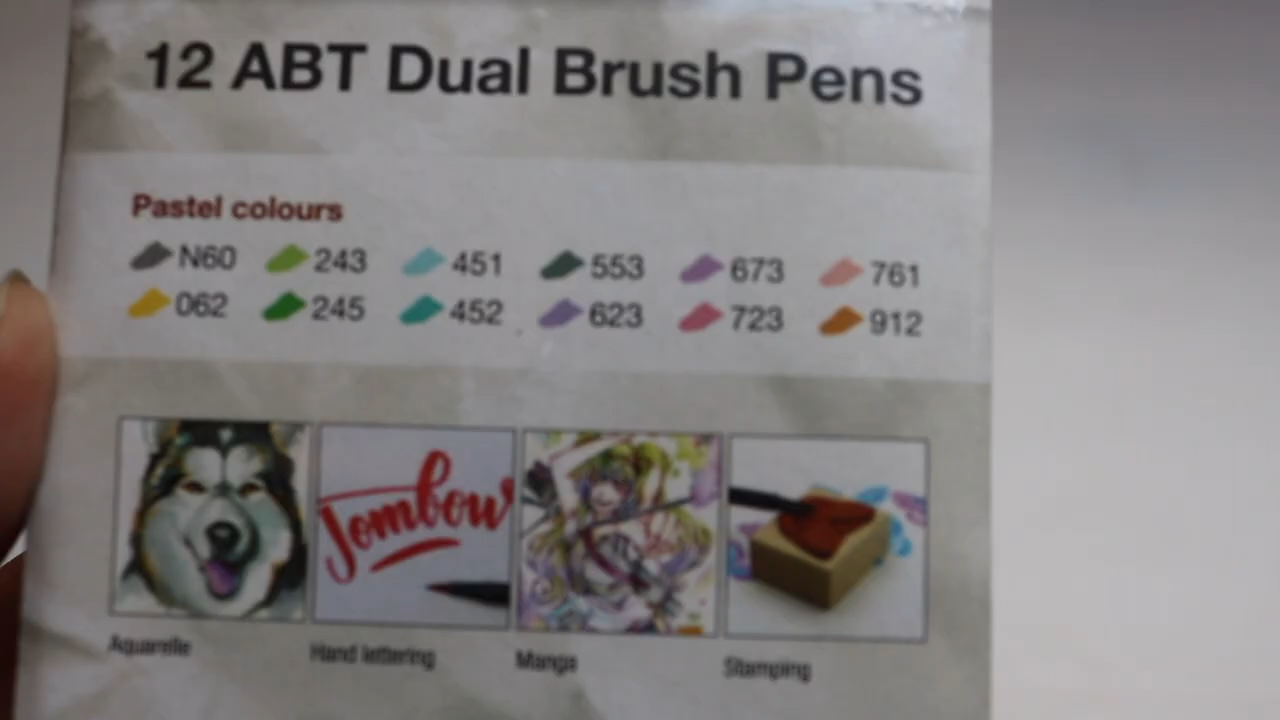 12 ABT Dual Brush Pens
Pastel colours
N60 243 451 553 673 761
062 245 452 623 723 912
Tombow
Aquarelle Hand lettering Manga Stamping